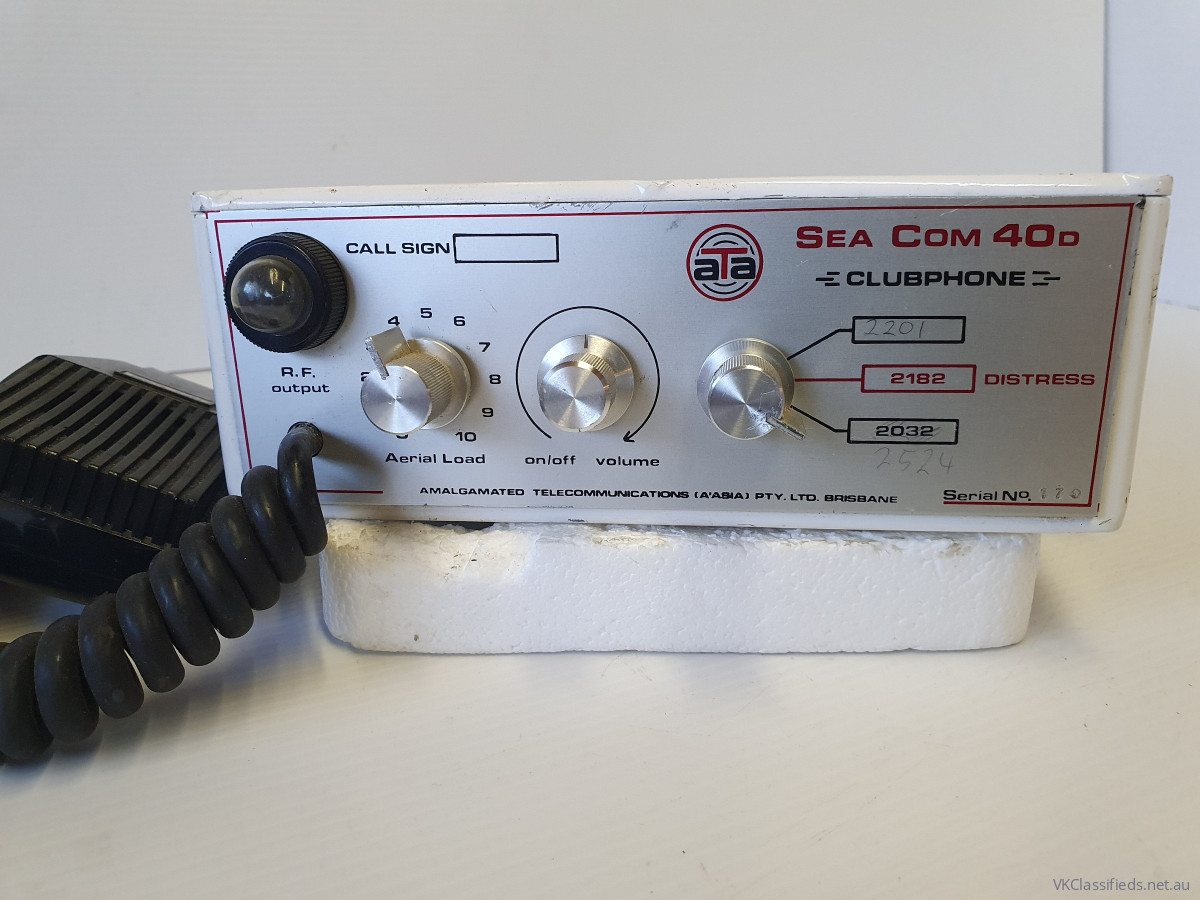 CALL SIGN
aTa
SEA COM 40D
CLUBPHONE
R.F.
output
4 5 6 7 8 9 10
Aerial Load
on/off volume
2201
2182 DISTRESS
2032
2524
AMALGAMATED TELECOMMUNICATIONS (A'ASIA) PTY. LTD. BRISBANE
Serial No. 170
VKClassifieds.net.au